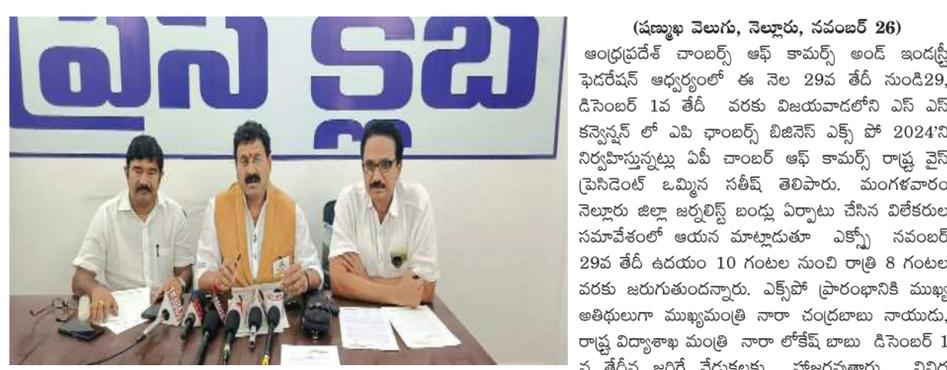 ప్రెస్ క్లబ్
(షణ్ముఖ వెలుగు, నెల్లూరు, నవంబర్ 26)
ఆంధ్రప్రదేశ్ చాంబర్స్ ఆఫ్ కామర్స్ అండ్ ఇండస్ట్రీ
ఫెడరేషన్ ఆధ్వర్యంలో ఈ నెల 29వ తేదీ నుండి29,
డిసెంబర్ 1వ తేదీ వరకు విజయవాడలోని ఎస్ ఎస్
కన్వెన్షన్ లో ఎపి ఛాంబర్స్ బిజినెస్ ఎక్స్ పో 2024'ని
నిర్వహిస్తున్నట్లు ఏపీ చాంబర్ ఆఫ్ కామర్స్ రాష్ట్ర వైస్
ప్రెసిడెంట్ ఒమ్మిన సతీష్ తెలిపారు. మంగళవారం
నెల్లూరు జిల్లా జర్నలిస్ట్ బండ్లు ఏర్పాటు చేసిన విలేకరుల
సమావేశంలో ఆయన మాట్లాడుతూ ఎక్స్పో నవంబర్
29వ తేదీ ఉదయం 10 గంటల నుంచి రాత్రి 8 గంటల
వరకు జరుగుతుందన్నారు. ఎక్స్‌పో ప్రారంభానికి ముఖ్య
అతిథులుగా ముఖ్యమంత్రి నారా చంద్రబాబు నాయుడు,
రాష్ట్ర విద్యాశాఖ మంత్రి నారా లోకేష్ బాబు డిసెంబర్ 1